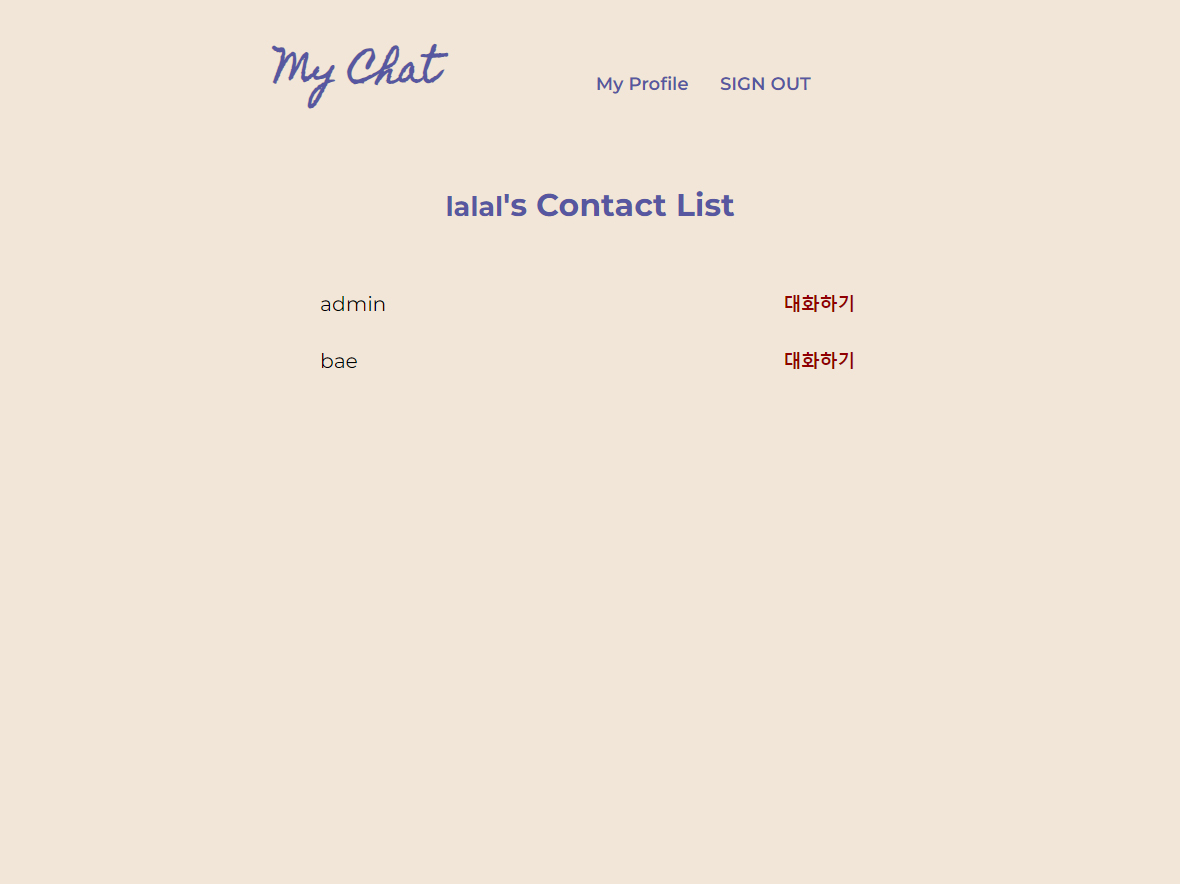 My Chat
My Profile SIGN OUT
lalal's Contact List
admin 대화하기
bae 대화하기